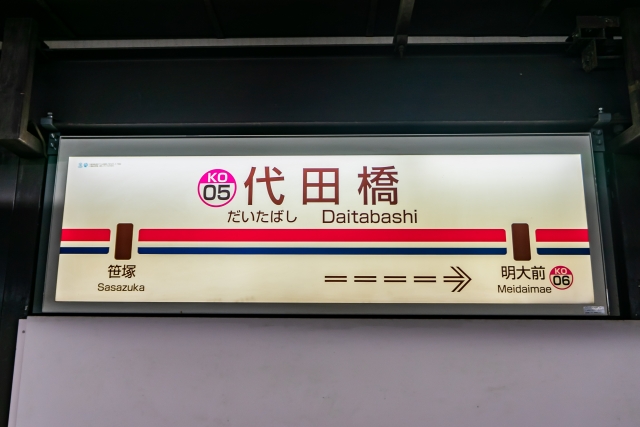 KO
05
代田橋
だいたばし Daitabashi
笹塚
Sasazuka
明大前
Meidaimae
KO
06